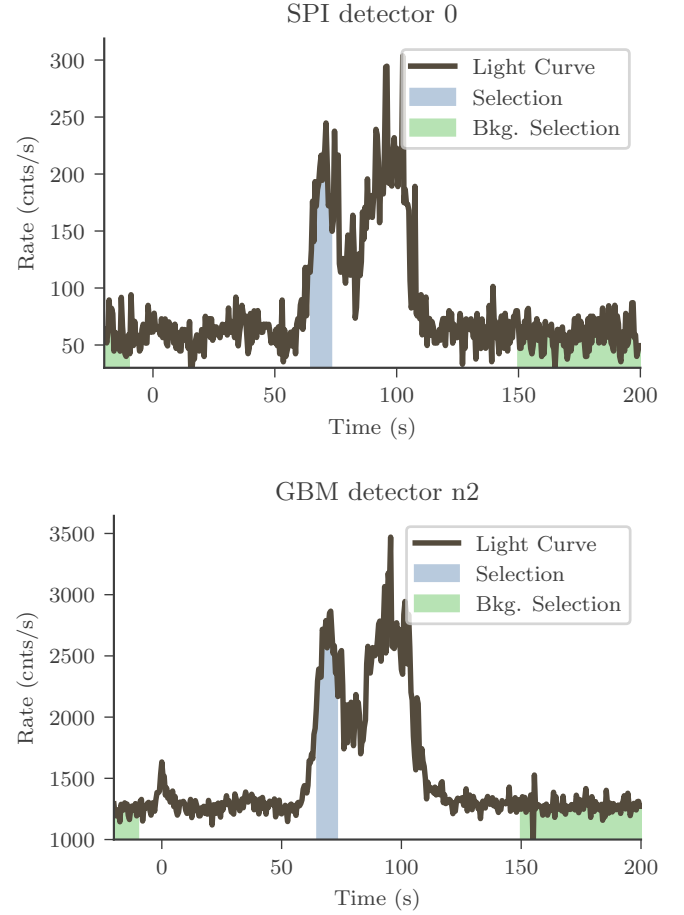 SPI detector 0
300
250
200
150
100
50
Rate (cnts/s)
Light Curve
Selection
Bkg. Selection
0
50
100
150
200
Time (s)
GBM detector n2
3500
3000
2500
2000
1500
1000
Rate (cnts/s)
Light Curve
Selection
Bkg. Selection
0
50
100
150
200
Time (s)